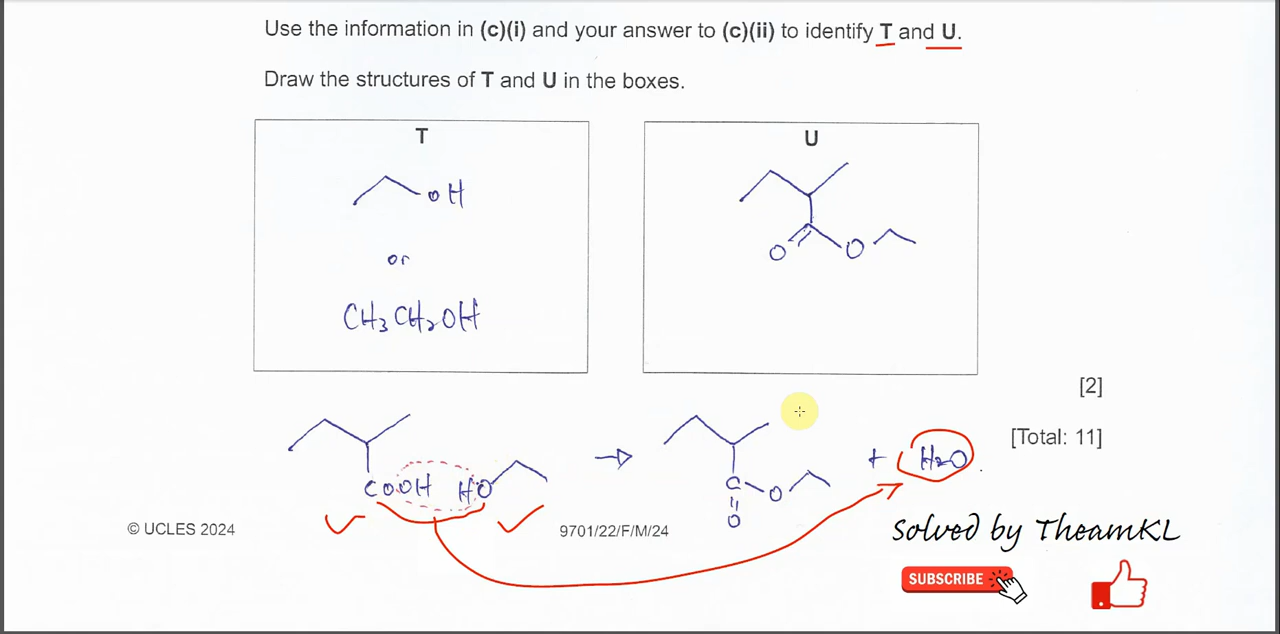 Use the information in (c)(i) and your answer to (c)(ii) to identify T and U.
Draw the structures of T and U in the boxes.
T
U
OH
or
CH₃CH₂OH
O
O
[2]
[Total: 11]
COOH HO
C O
O
+ H₂O
© UCLES 2024
9701/22/F/M/24
Solved by TheamKL
SUBSCRIBE